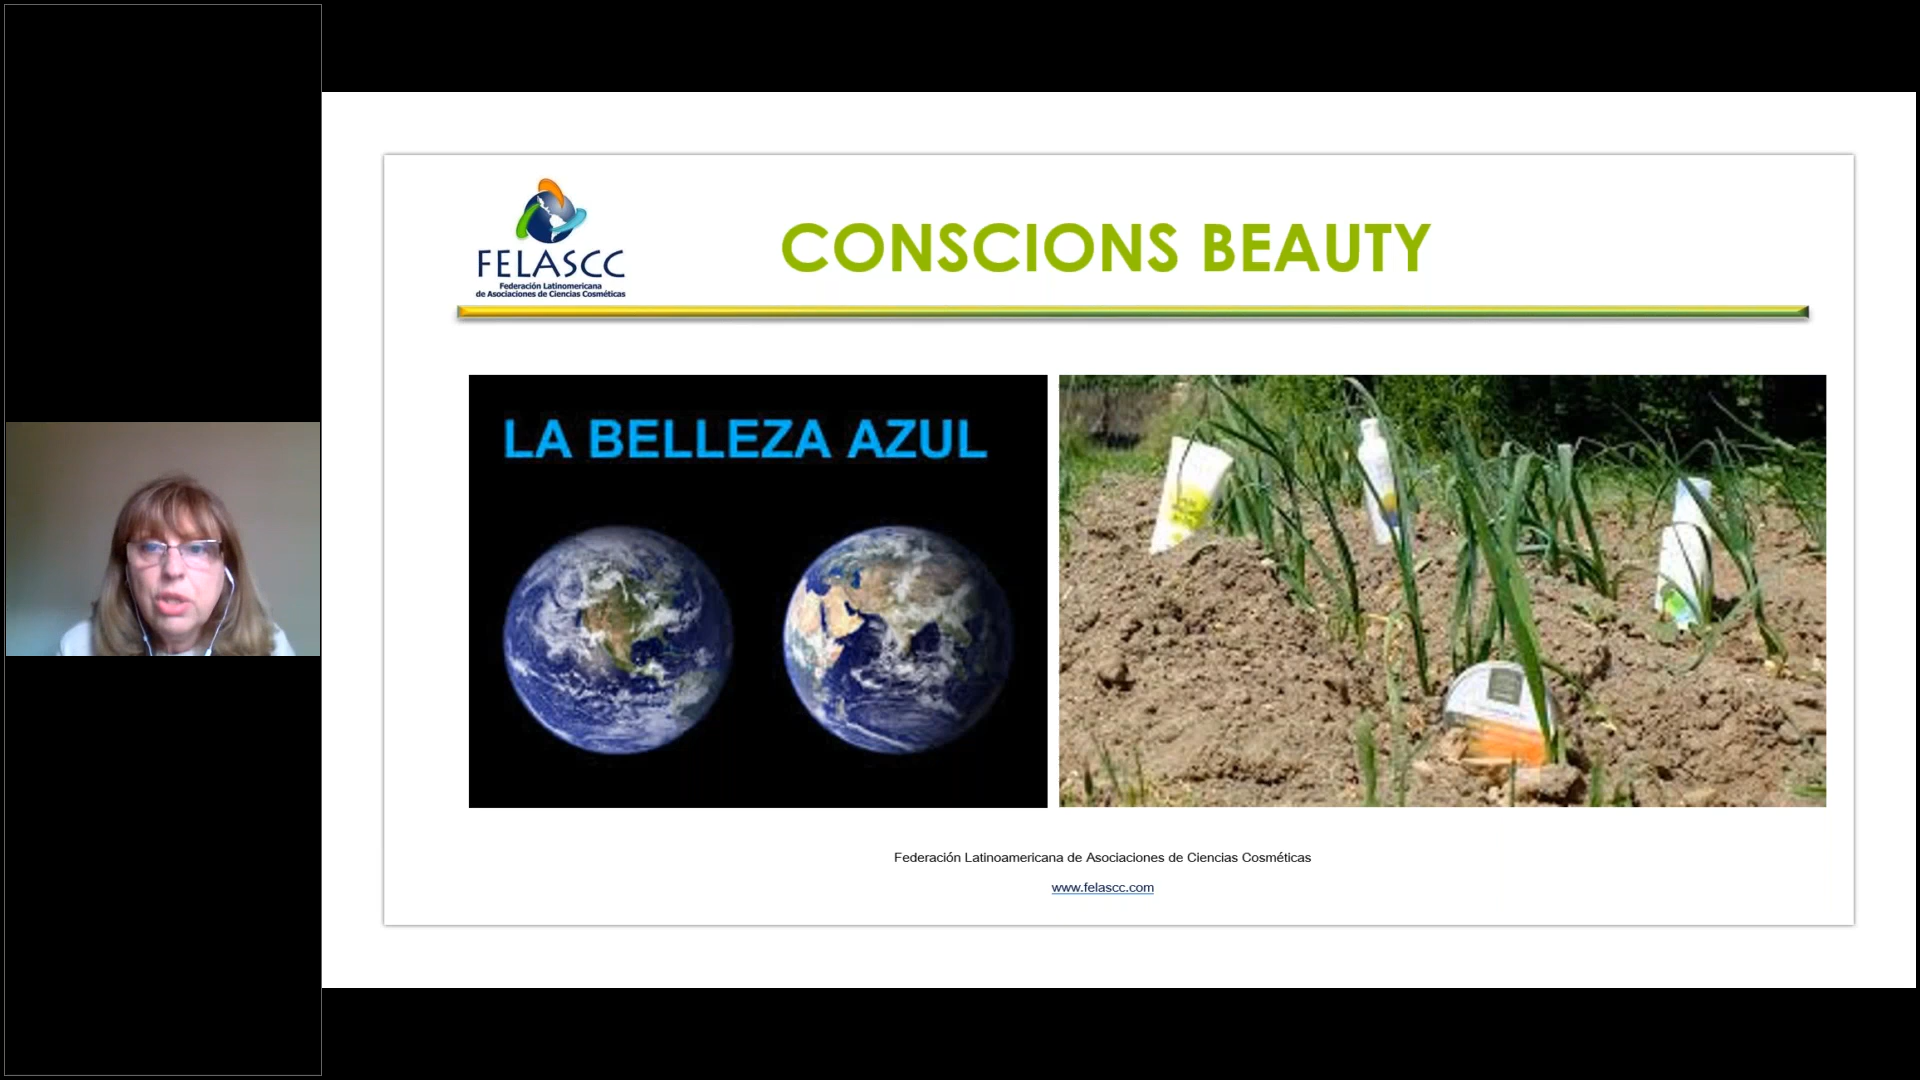 FELASCC
Federación Latinomericana
de Asociaciones de Ciencias Cosméticas
CONSCIONS BEAUTY
LA BELLEZA AZUL
Federación Latinoamericana de Asociaciones de Ciencias Cosméticas
www.felascc.com